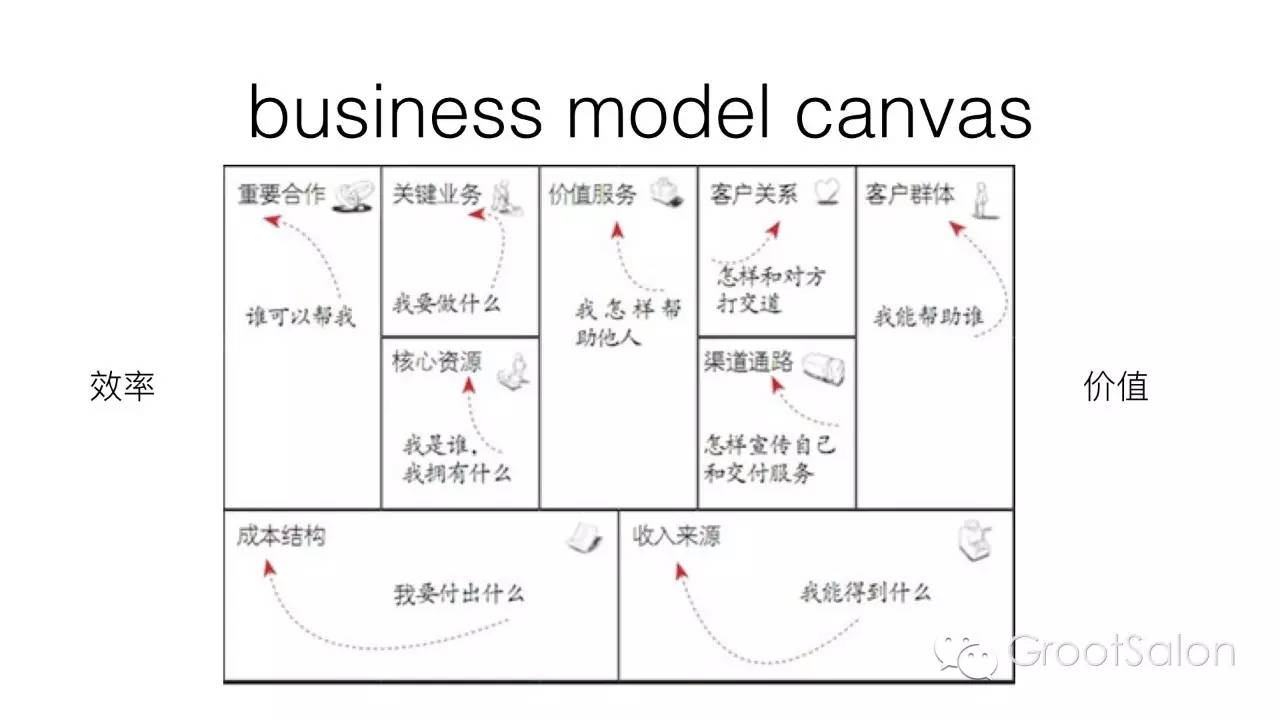 business model canvas
重要合作
谁可以帮我
关键业务
我要做什么
核心资源
我是谁，
我拥有什么
价值服务
我怎样帮
助他人
客户关系
怎样和对方
打交道
渠道通路
怎样宣传自己
和交付服务
客户群体
我能帮助谁
成本结构
我要付出什么
收入来源
我能得到什么
效率
价值
GrootSalon